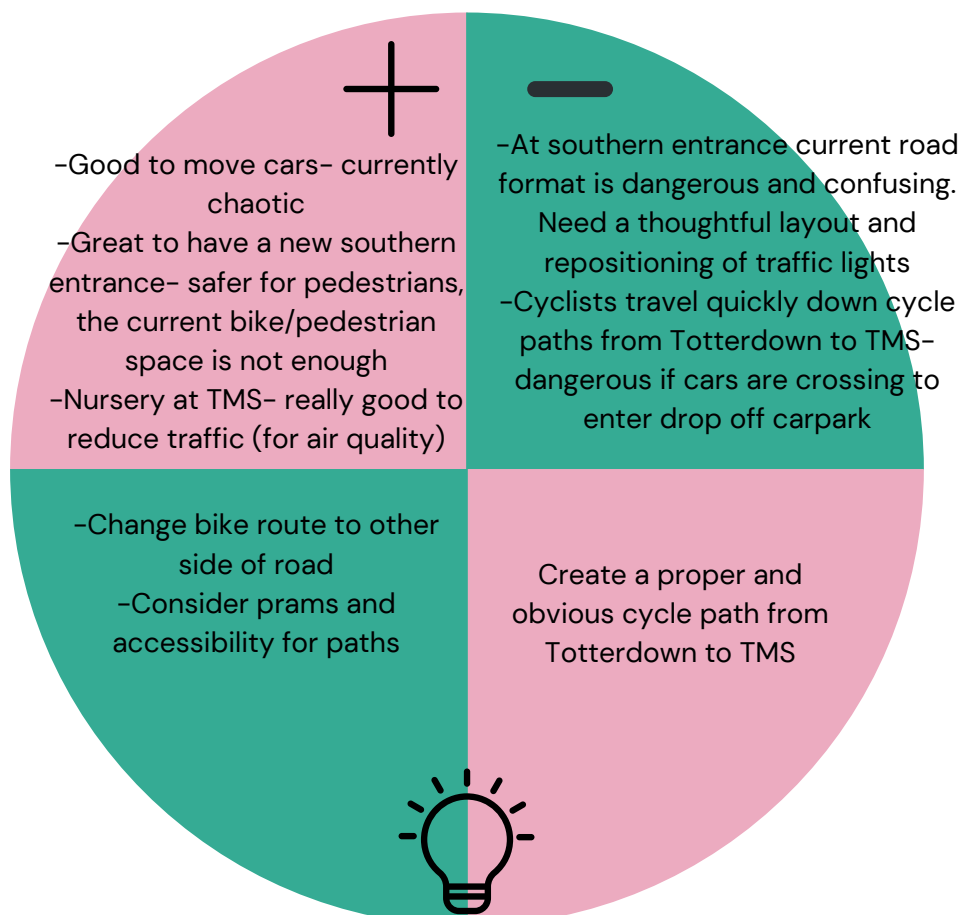 -Good to move cars- currently
chaotic
-Great to have a new southern
entrance- safer for pedestrians,
the current bike/pedestrian
space is not enough
-Nursery at TMS- really good to
reduce traffic (for air quality)
-At southern entrance current road
format is dangerous and confusing.
Need a thoughtful layout and
repositioning of traffic lights
-Cyclists travel quickly down cycle
paths from Totterdown to TMS-
dangerous if cars are crossing to
enter drop off carpark
-Change bike route to other
side of road
-Consider prams and
accessibility for paths
Create a proper and
obvious cycle path from
Totterdown to TMS